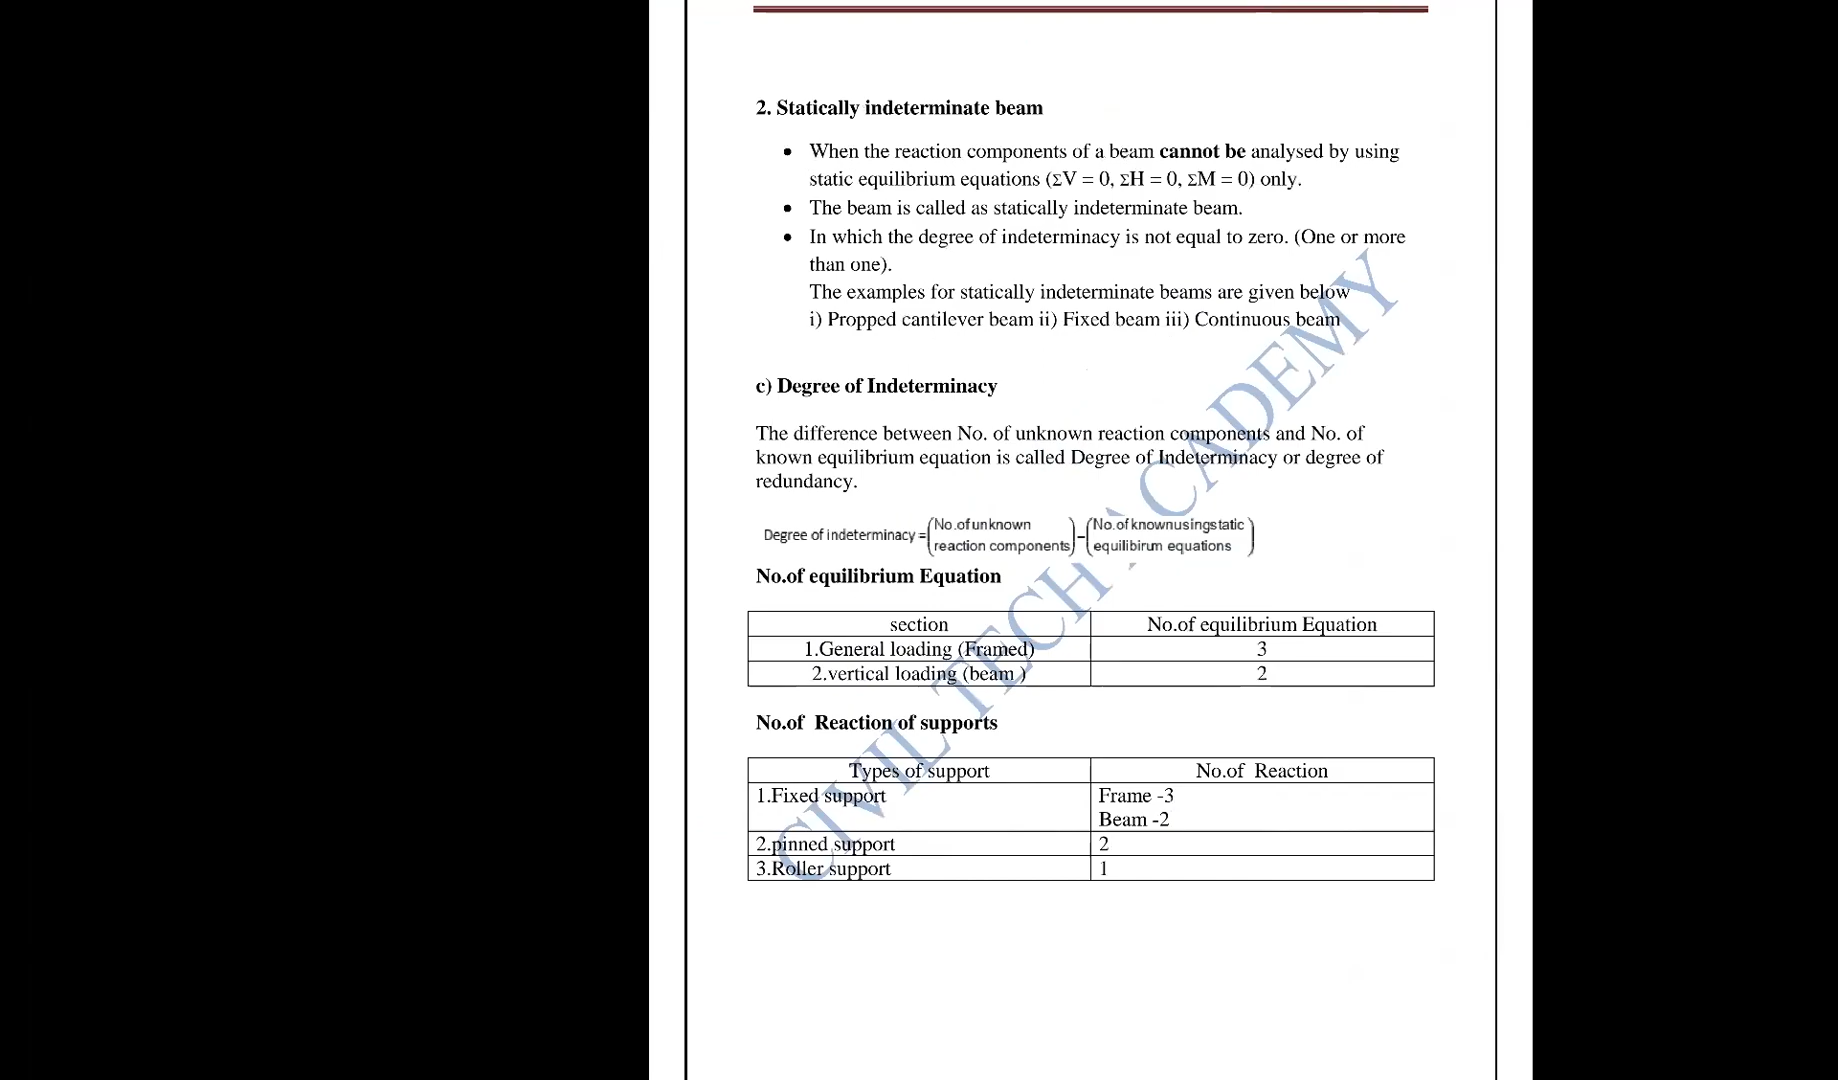 2. Statically indeterminate beam
• When the reaction components of a beam cannot be analysed by using
static equilibrium equations (ΣV = 0, ΣH = 0, ΣM = 0) only.
• The beam is called as statically indeterminate beam.
• In which the degree of indeterminacy is not equal to zero. (One or more
than one).
The examples for statically indeterminate beams are given below
i) Propped cantilever beam ii) Fixed beam iii) Continuous beam
c) Degree of Indeterminacy
The difference between No. of unknown reaction components and No. of
known equilibrium equation is called Degree of Indeterminacy or degree of
redundancy.
Degree of indeterminacy = (No.of unknown reaction components) – (No.of knownusingstatic equilibirum equations)
No.of equilibrium Equation
section No.of equilibrium Equation
1.General loading (Framed) 3
2.vertical loading (beam ) 2
No.of Reaction of supports
Types of support No.of Reaction
1.Fixed support Frame -3
Beam -2
2.pinned support 2
3.Roller support 1
CIVIL TECH ACADEMY